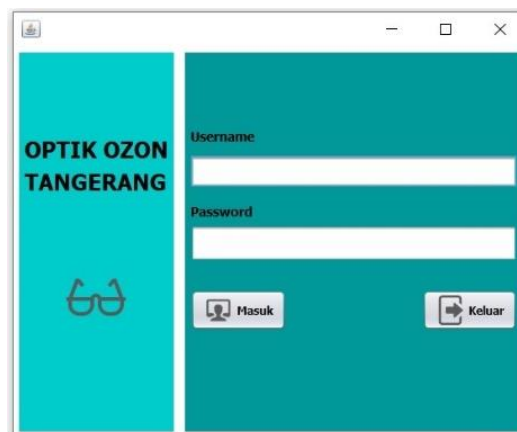 OPTIK OZON
TANGERANG
Username
Password
Masuk
Keluar